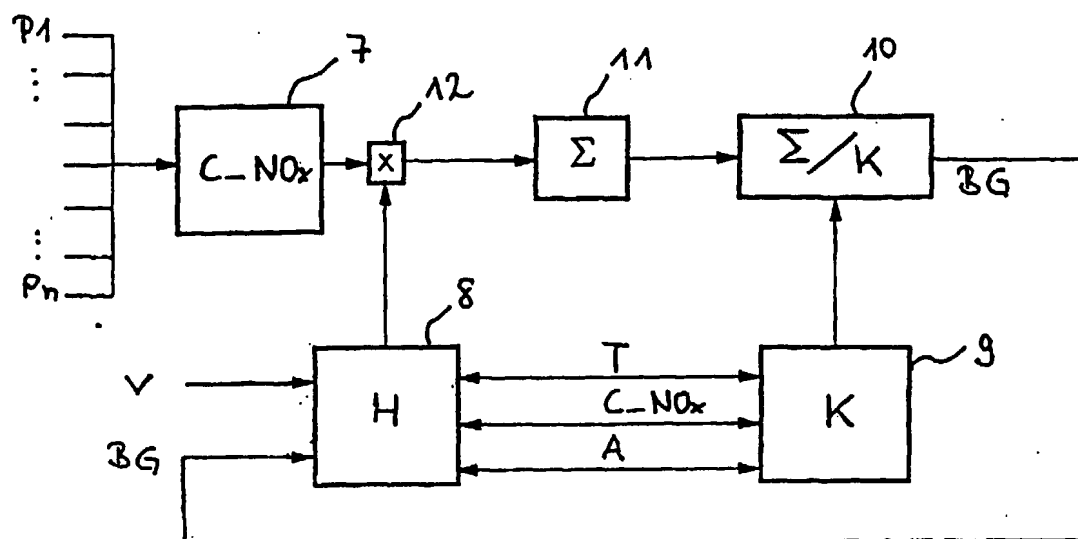 P1
7
12
11
10
⋮
C_NOx
x
Σ
Σ/K
BG
⋮
Pn
8
9
V
H
T
K
C_NOx
BG
A